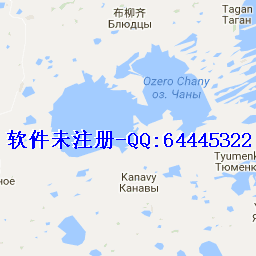 Tagan
Таган
布柳齐
Блюдцы
Ozero Chany
оз. Чаны
软件未注册-QQ:64445322
Tyumenk
Тюменк
Kanavy
Канавы
ное